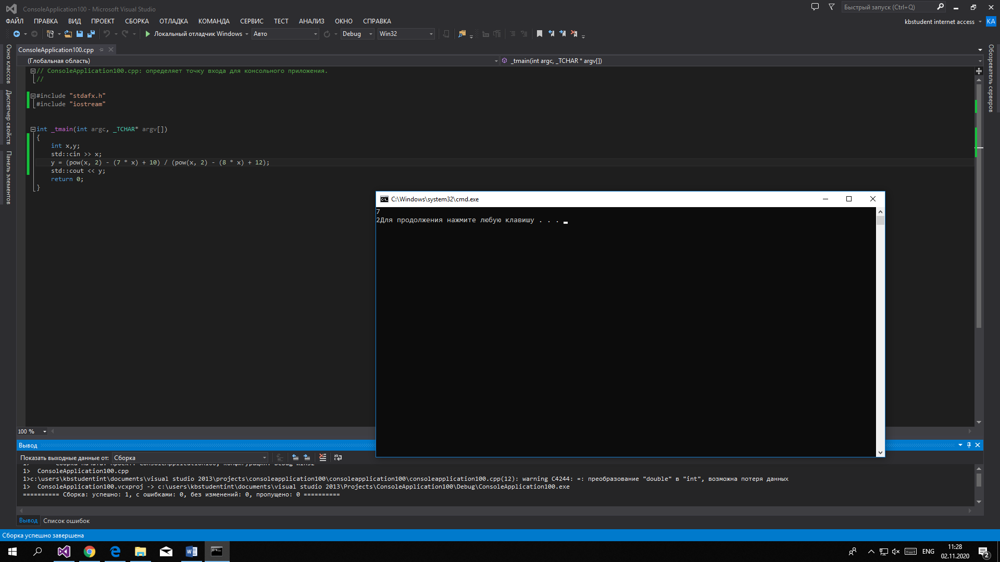 ConsoleApplication100 - Microsoft Visual Studio
Быстрый запуск (Ctrl+Q)
ФАЙЛ ПРАВКА ВИД ПРОЕКТ СБОРКА ОТЛАДКА КОМАНДА СЕРВИС ТЕСТ АНАЛИЗ ОКНО СПРАВКА
kbstudent internet access KA
Локальный отладчик Windows Авто Debug Win32
Окно классов
Диспетчер свойств
Панель элементов
Обозреватель серверов
ConsoleApplication100.cpp
(Глобальная область) _tmain(int argc, _TCHAR * argv[])
// ConsoleApplication100.cpp: определяет точку входа для консольного приложения.
//
#include "stdafx.h"
#include "iostream"
int _tmain(int argc, _TCHAR* argv[])
{
int x,y;
std::cin >> x;
y = (pow(x, 2) - (7 * x) + 10) / (pow(x, 2) - (8 * x) + 12);
std::cout << y;
return 0;
}
C:\Windows\system32\cmd.exe
7
2Для продолжения нажмите любую клавишу . . .
100 %
Вывод
Показать выходные данные от: Сборка
1> ConsoleApplication100.cpp
1>c:\users\kbstudentint\documents\visual studio 2013\projects\consoleapplication100\consoleapplication100\consoleapplication100.cpp(12): warning C4244: =: преобразование "double" в "int", возможна потеря данных
1> ConsoleApplication100.vcxproj -> c:\users\kbstudentint\documents\visual studio 2013\Projects\ConsoleApplication100\Debug\ConsoleApplication100.exe
========== Сборка: успешно: 1, с ошибками: 0, без изменений: 0, пропущено: 0 ==========
Вывод Список ошибок
Сборка успешно завершена
ENG
11:28
02.11.2020
2